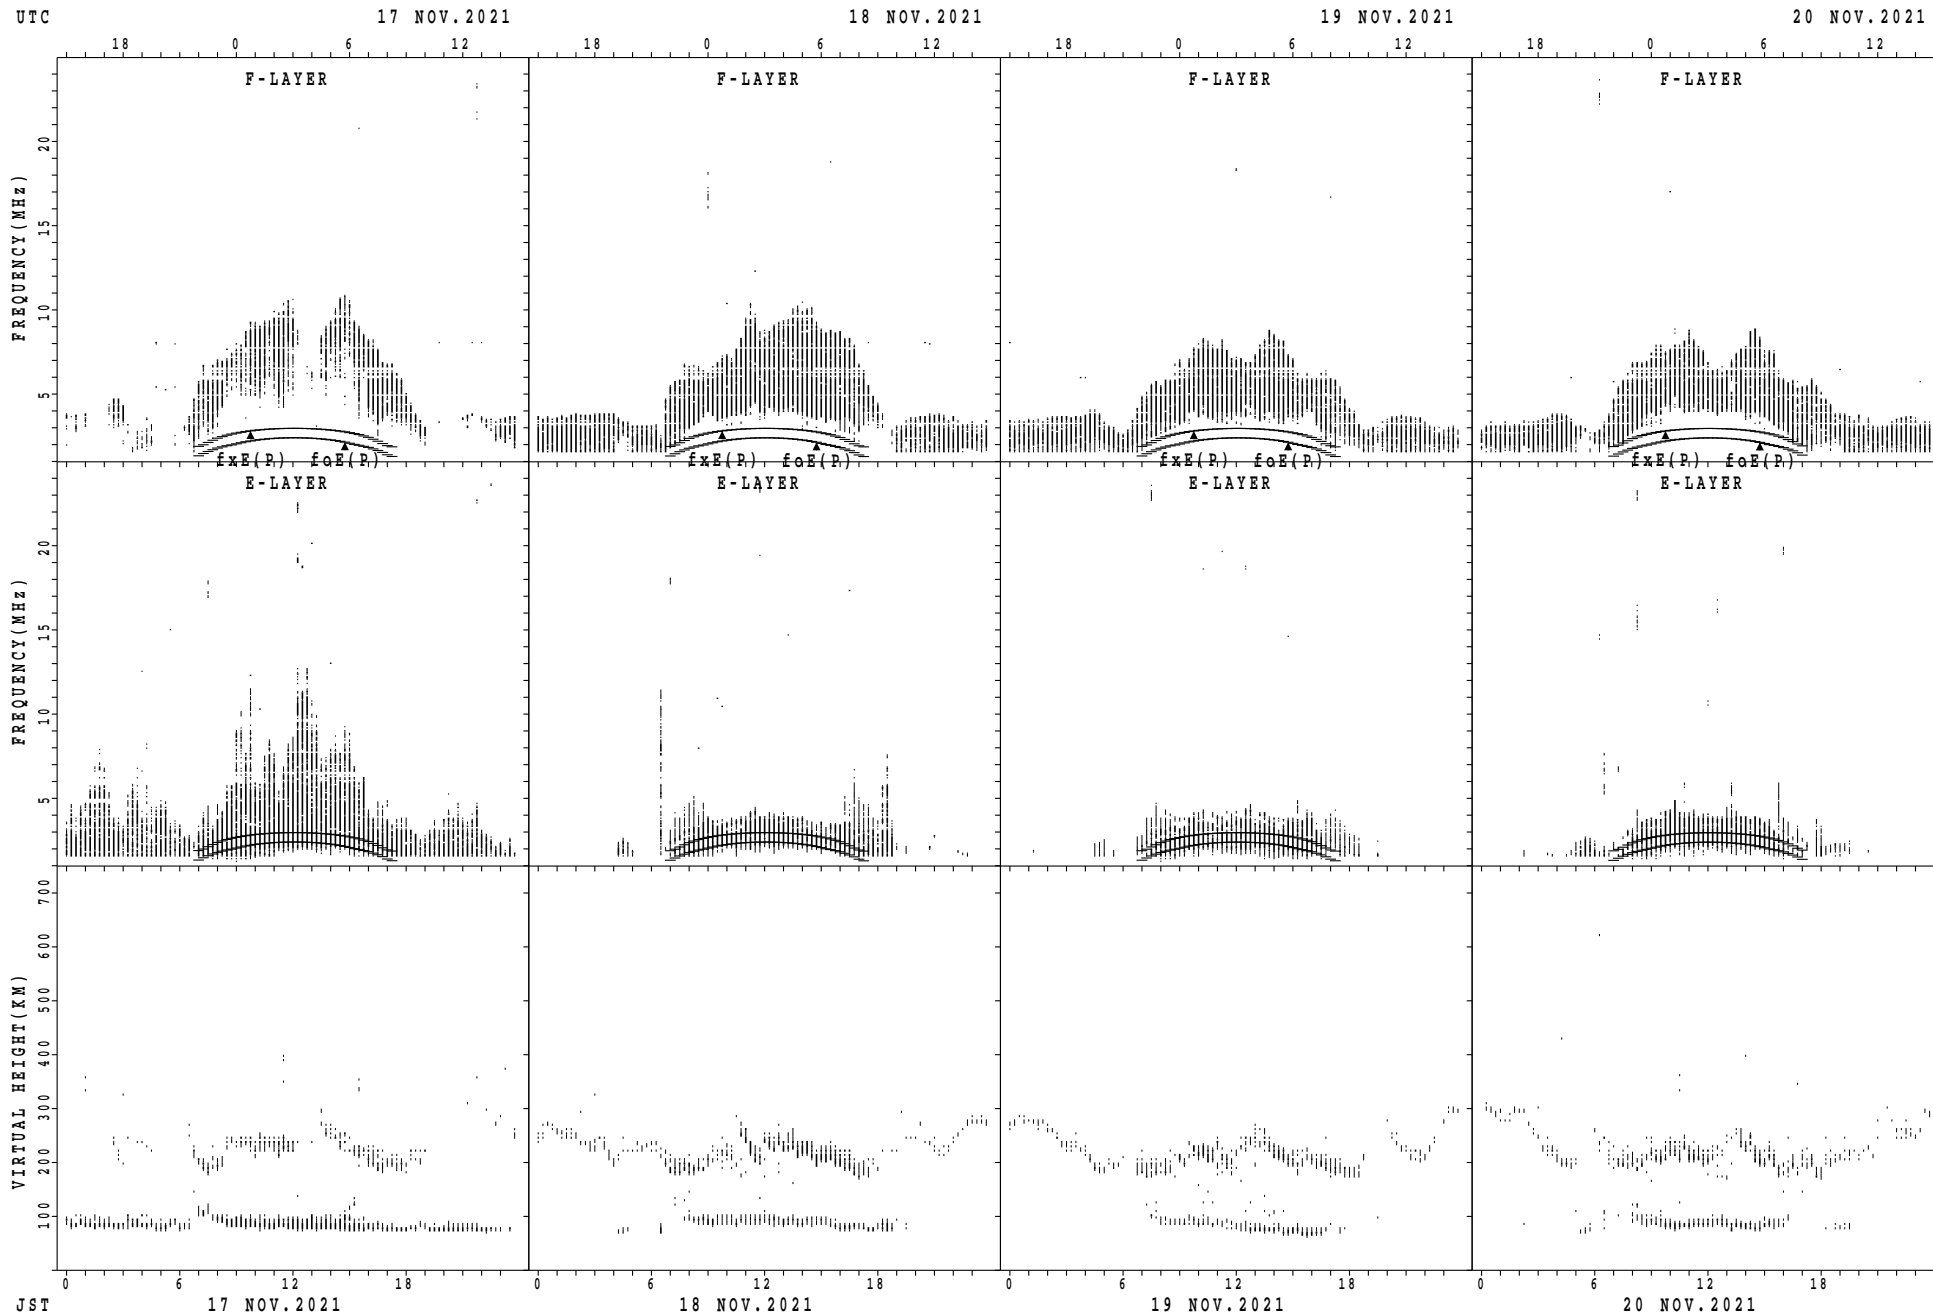 UTC 17 NOV.2021 18 NOV.2021 19 NOV.2021 20 NOV.2021
18 0 6 12 18 0 6 12 18 0 6 12 18 0 6 12
F-LAYER F-LAYER F-LAYER F-LAYER
FREQUENCY(MHz)
20
15
10
5
fxE(P) foE(P) fxE(P) foE(P) fxE(P) foE(P) fxE(P) foE(P)
E-LAYER E-LAYER E-LAYER E-LAYER
FREQUENCY(MHz)
20
15
10
5
VIRTUAL HEIGHT(KM)
700
600
500
400
300
200
100
0 6 12 18 0 6 12 18 0 6 12 18 0 6 12 18
JST 17 NOV.2021 18 NOV.2021 19 NOV.2021 20 NOV.2021